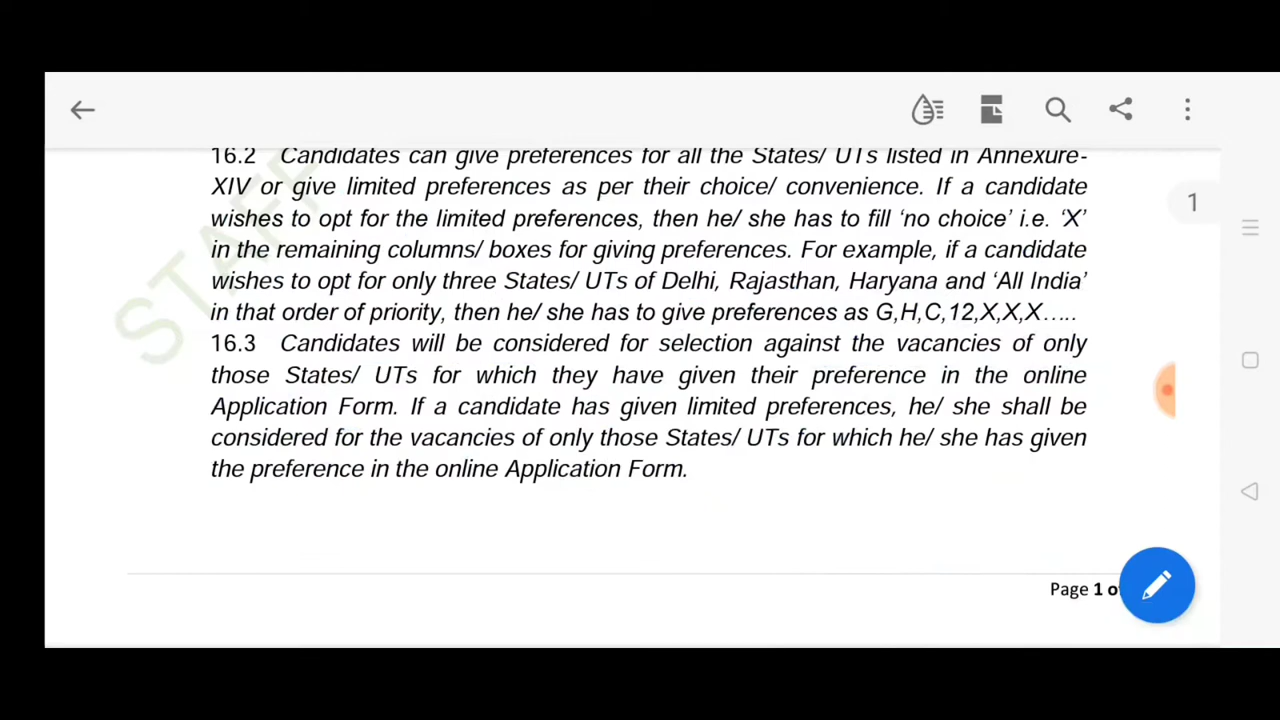 16.2 Candidates can give preferences for all the States/ UTs listed in Annexure-
XIV or give limited preferences as per their choice/ convenience. If a candidate
wishes to opt for the limited preferences, then he/ she has to fill ‘no choice’ i.e. ‘X’
in the remaining columns/ boxes for giving preferences. For example, if a candidate
wishes to opt for only three States/ UTs of Delhi, Rajasthan, Haryana and ‘All India’
in that order of priority, then he/ she has to give preferences as G,H,C,12,X,X,X…..
16.3 Candidates will be considered for selection against the vacancies of only
those States/ UTs for which they have given their preference in the online
Application Form. If a candidate has given limited preferences, he/ she shall be
considered for the vacancies of only those States/ UTs for which he/ she has given
the preference in the online Application Form.
1
STAFF
Page 1 of